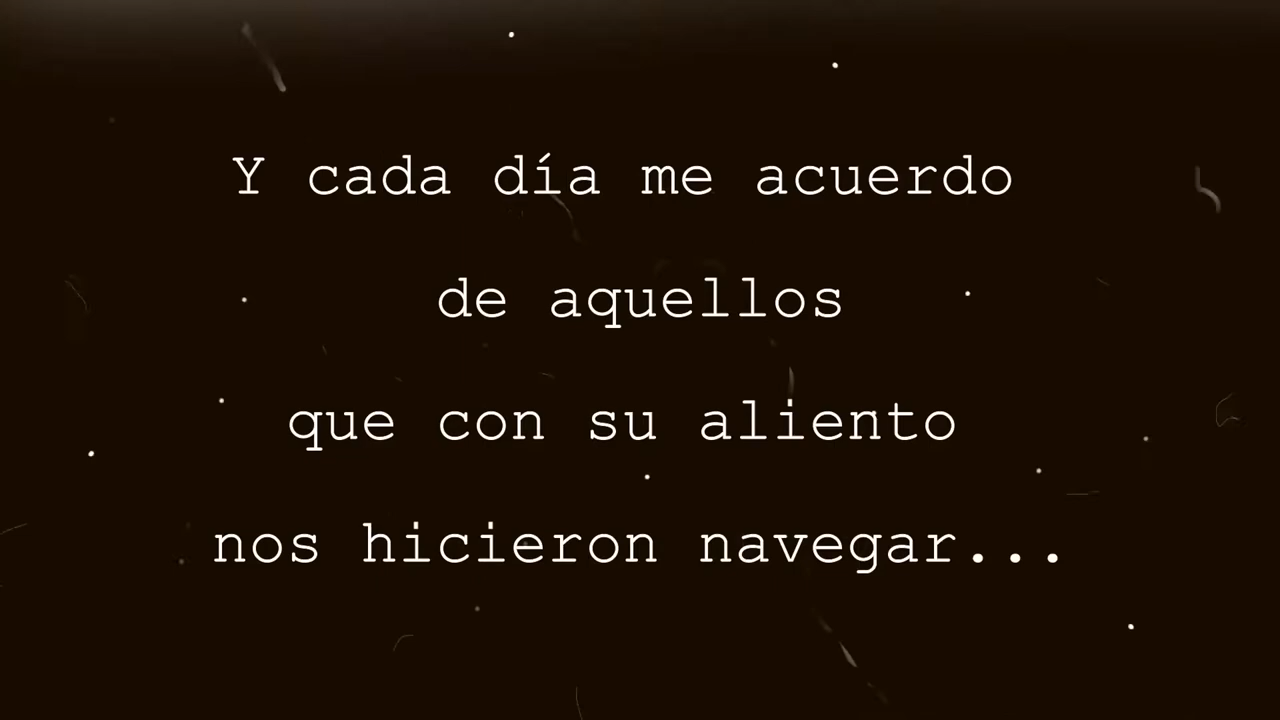 Y cada día me acuerdo
de aquellos
que con su aliento
nos hicieron navegar...